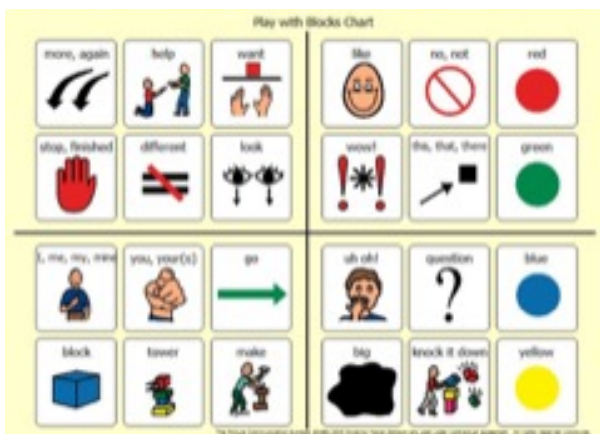 Play with Blocks Chart
more, again help want like no, not red
stop, finished different look wow! this, that, there green
I, me, my, mine you, your(s) go uh oh! question blue
block tower make big knock it down yellow